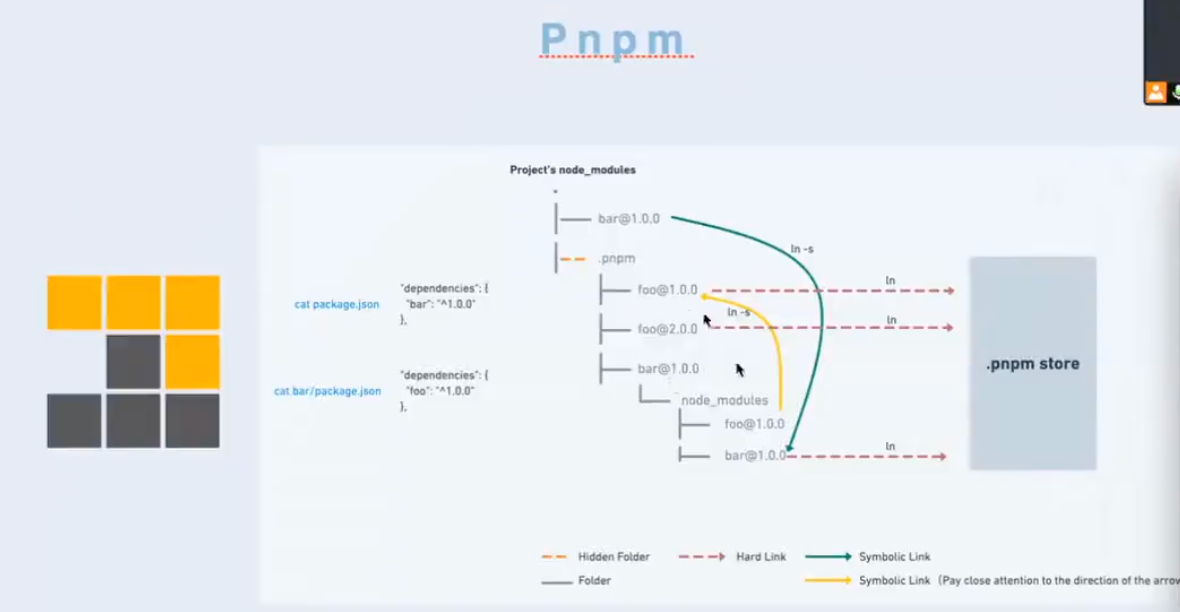 Pnpm
Project's node_modules
bar@1.0.0
ln -s
.pnpm
"dependencies": {
foo@1.0.0
ln
cat package.json
"bar": "^1.0.0"
ln -s
},
foo@2.0.0
ln
bar@1.0.0
.pnpm store
"dependencies": {
cat bar/package.json
"foo": "^1.0.0"
node_modules
},
foo@1.0.0
bar@1.0.0
ln
Hidden Folder
Hard Link
Symbolic Link
Folder
Symbolic Link (Pay close attention to the direction of the arrow